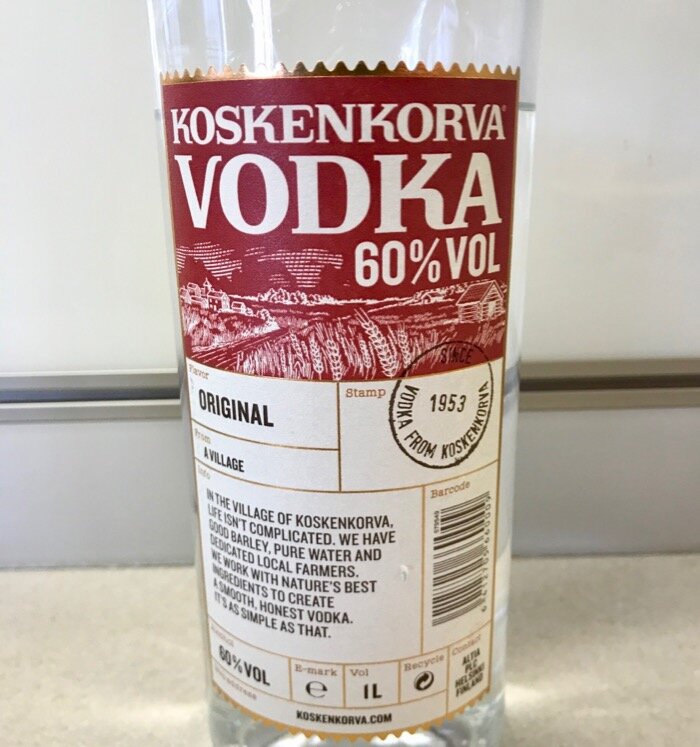 KOSKENKORVA®
VODKA
60% VOL
Flavor
ORIGINAL
From
A VILLAGE
Stamp
SINCE
1953
VODKA FROM KOSKENKORVA
Info
IN THE VILLAGE OF KOSKENKORVA,
LIFE ISN'T COMPLICATED. WE HAVE
GOOD BARLEY, PURE WATER AND
DEDICATED LOCAL FARMERS.
WE WORK WITH NATURE'S BEST
INGREDIENTS TO CREATE
A SMOOTH, HONEST VODKA.
IT'S AS SIMPLE AS THAT.
Barcode
Alcohol
60% VOL
E-mark
e
Vol
1L
Recycle
Contact
ALTIA
PLC
HELSINKI
FINLAND
KOSKENKORVA.COM